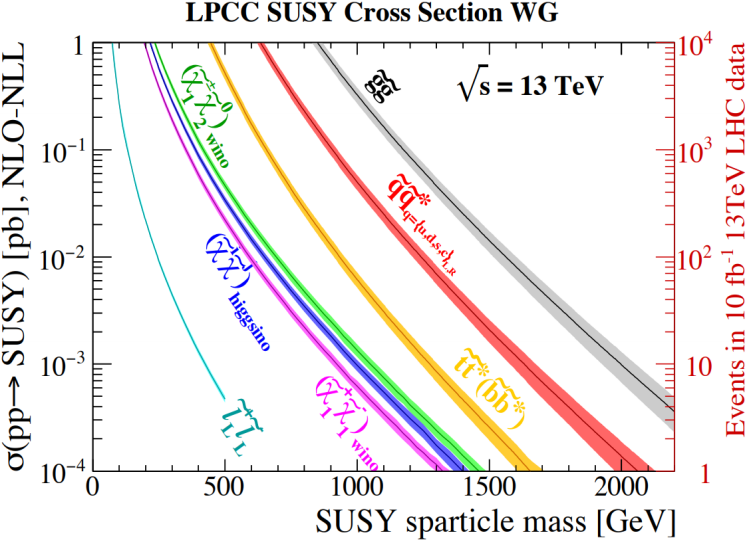 LPCC SUSY Cross Section WG
σ(pp→ SUSY) [pb], NLO-NLL
1
10⁻¹
10⁻²
10⁻³
10⁻⁴
(χ̃₁±χ̃₂⁰) wino
g̃g̃
√s = 13 TeV
q̃q̃* q={u,d,s,c}L,R
(χ̃ⁱχ̃ʲ) higgsino
t̃t̃*(b̃b̃*)
l̃L⁺l̃L⁻
(χ̃₁⁺χ̃₁⁻) wino
10⁴
10³
10²
10
1
Events in 10 fb⁻¹ 13TeV LHC data
0 500 1000 1500 2000
SUSY sparticle mass [GeV]